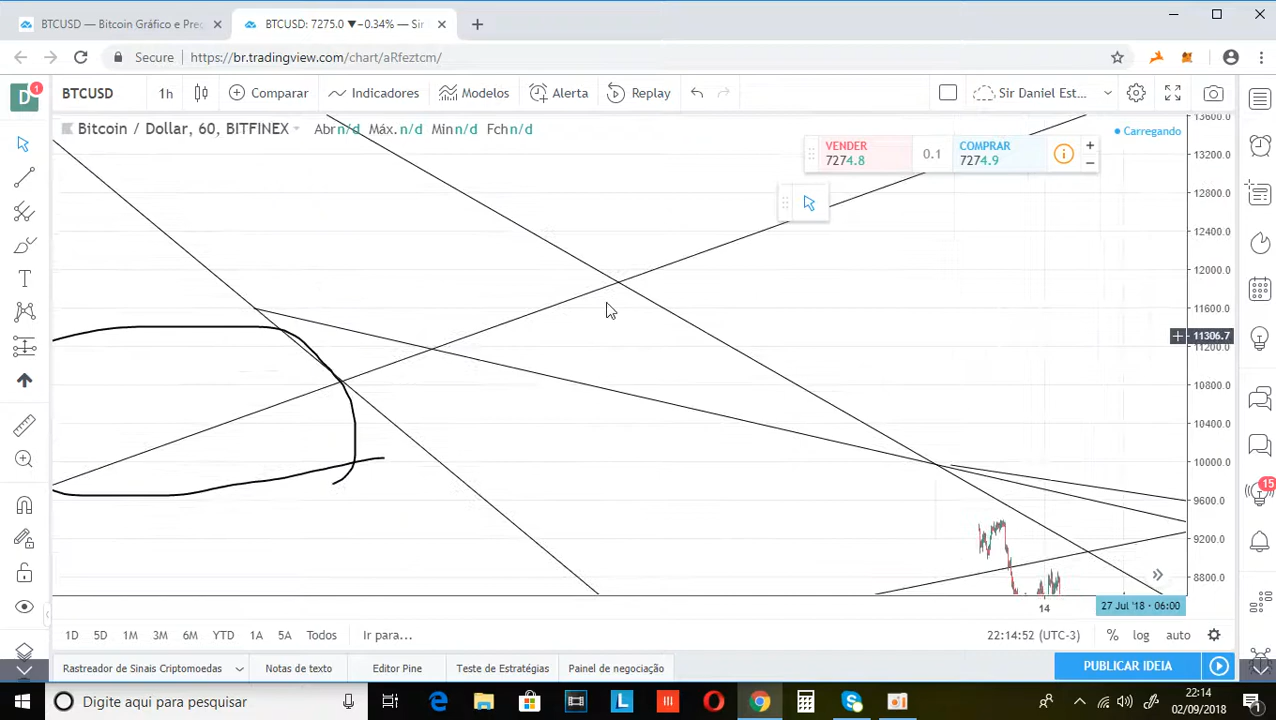 BTCUSD — Bitcoin Gráfico e Preç
BTCUSD: 7275.0 ▼−0.34% — Sir
Secure
https://br.tradingview.com/chart/aRfeztcm/
D
1
BTCUSD
1h
Comparar
Indicadores
Modelos
Alerta
Replay
Sir Daniel Est...
Bitcoin / Dollar, 60, BITFINEX
Abrn/d Máx.n/d Mínn/d Fchn/d
Carregando
VENDER
7274.8
0.1
COMPRAR
7274.9
+
−
13600.0
13200.0
12800.0
12400.0
12000.0
11600.0
11306.7
11200.0
10800.0
10400.0
10000.0
9600.0
9200.0
8800.0
15
14
27 Jul '18 · 06:00
1D 5D 1M 3M 6M YTD 1A 5A Todos
Ir para...
22:14:52 (UTC-3)
% log auto
Rastreador de Sinais Criptomoedas
Notas de texto
Editor Pine
Teste de Estratégias
Painel de negociação
PUBLICAR IDEIA
Digite aqui para pesquisar
22:14
02/09/2018
1